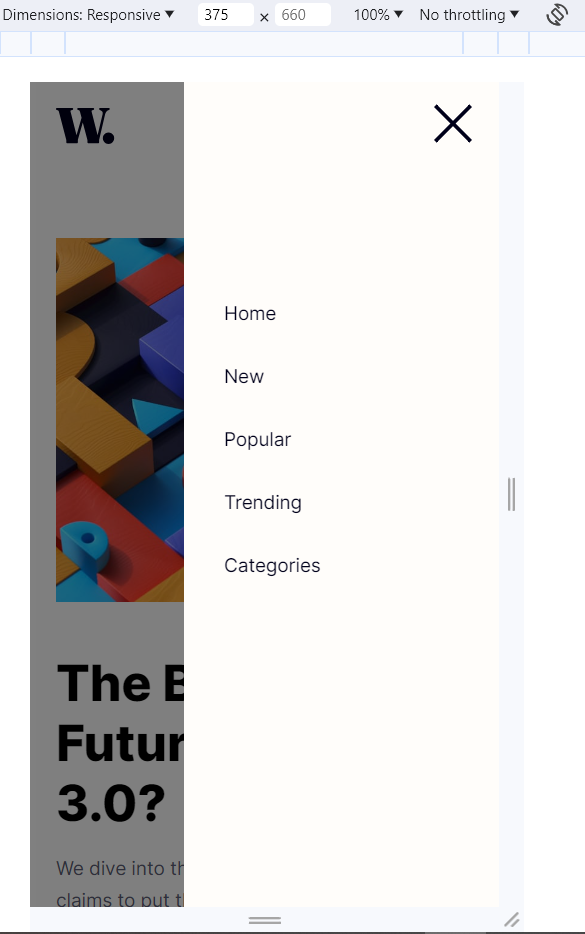 Dimensions: Responsive ▼ 375 × 660 100% ▼ No throttling ▼
W.
Home
New
Popular
Trending
Categories
The B
Futur
3.0?
We dive into th
claims to put t